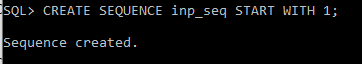 SQL> CREATE SEQUENCE inp_seq START WITH 1;
Sequence created.